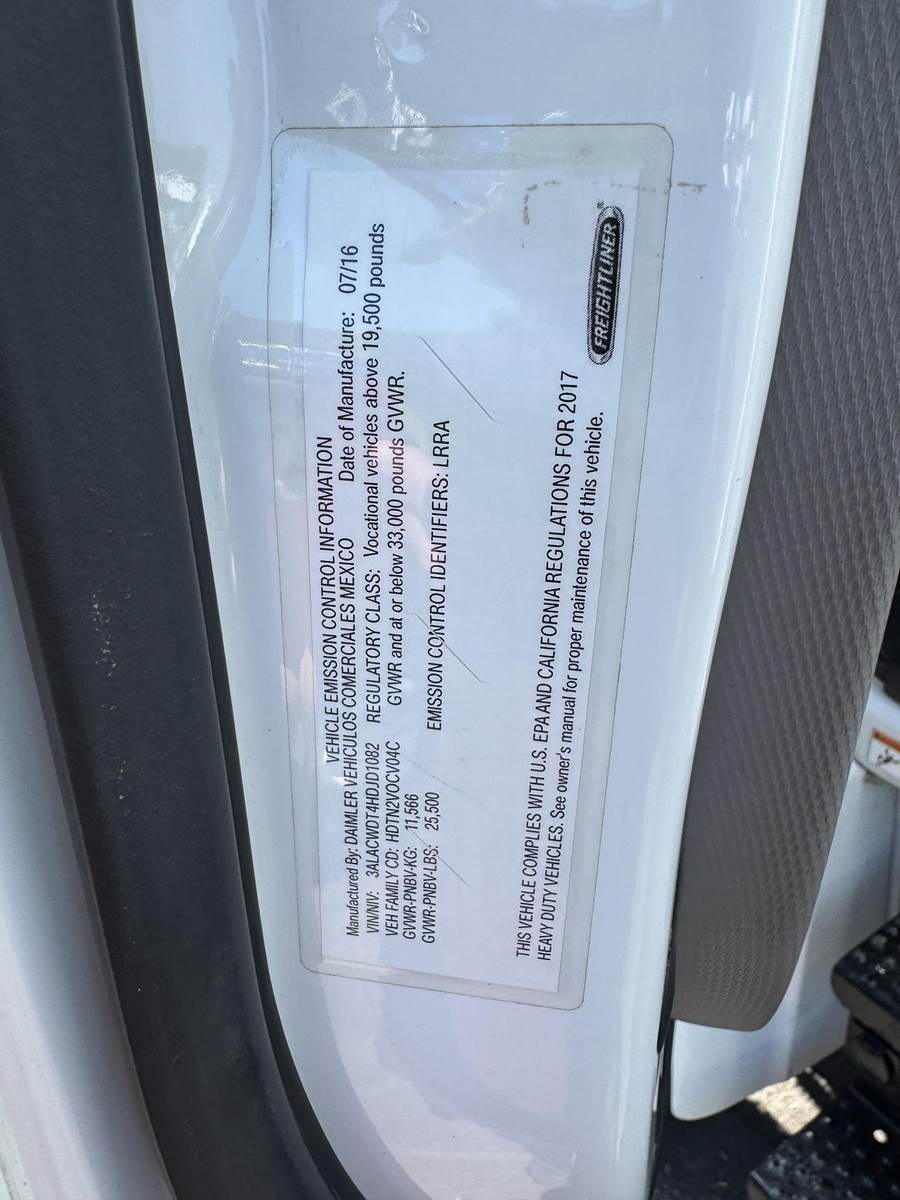 VEHICLE EMISSION CONTROL INFORMATION
Manufactured By: DAIMLER VEHICULOS COMERCIALES MEXICO Date of Manufacture: 07/16
VIN/NIV: 3ALACWDT4HDJD1082 REGULATORY CLASS: Vocational vehicles above 19,500 pounds
VEH FAMILY CD: HDTN2VOCV04C GVWR and at or below 33,000 pounds GVWR.
GVWR-PNBV-KG: 11,566
GVWR-PNBV-LBS: 25,500 EMISSION CONTROL IDENTIFIERS: LRRA
THIS VEHICLE COMPLIES WITH U.S. EPA AND CALIFORNIA REGULATIONS FOR 2017
HEAVY DUTY VEHICLES. See owner's manual for proper maintenance of this vehicle.
FREIGHTLINER®